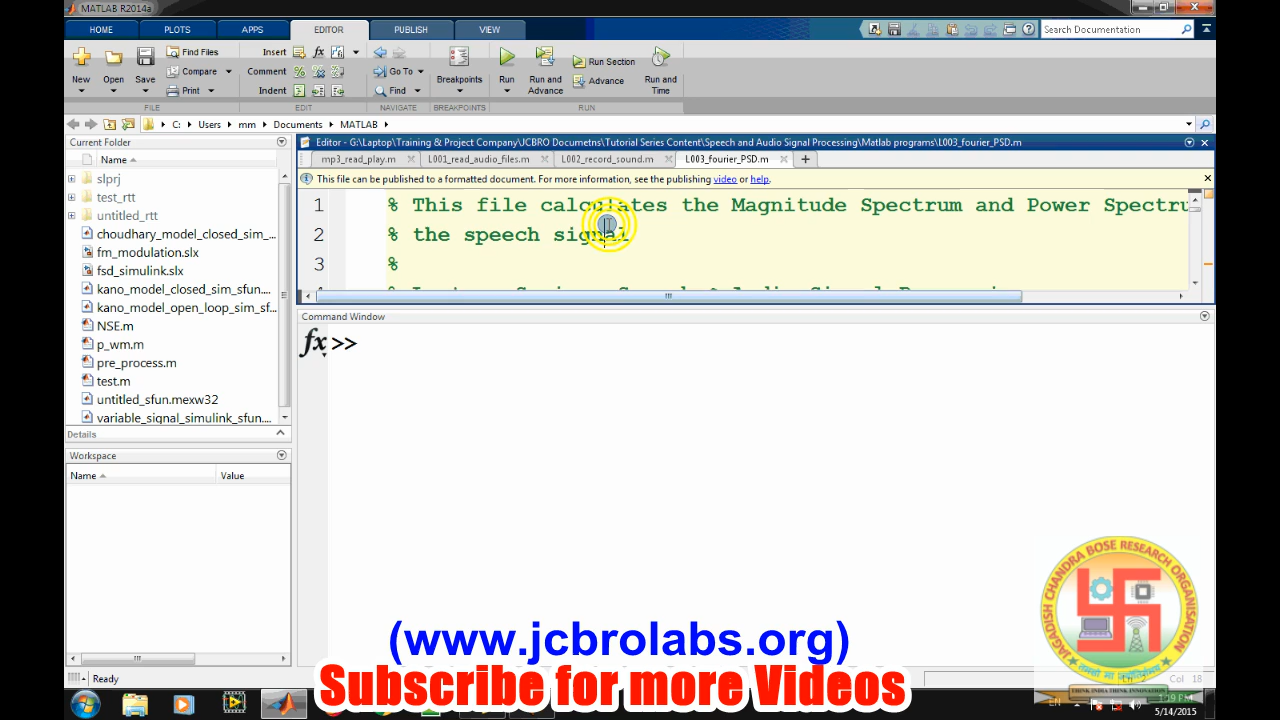 MATLAB R2014a
HOME PLOTS APPS EDITOR PUBLISH VIEW
Search Documentation
New Open Save
Find Files
Compare
Print
FILE
Insert
Comment
Indent
EDIT
Go To
Find
NAVIGATE
Breakpoints
BREAKPOINTS
Run
Run and Advance
Run Section
Advance
Run and Time
RUN
C: Users mm Documents MATLAB
Current Folder
Name
slprj
test_rtt
untitled_rtt
choudhary_model_closed_sim_...
fm_modulation.slx
fsd_simulink.slx
kano_model_closed_sim_sfun....
kano_model_open_loop_sim_sf...
NSE.m
p_wm.m
pre_process.m
test.m
untitled_sfun.mexw32
variable_signal_simulink_sfun....
Details
Workspace
Name Value
Editor - G:\Laptop\Training & Project Company\JCBRO Documetns\Tutorial Series Content\Speech and Audio Signal Processing\Matlab programs\L003_fourier_PSD.m
mp3_read_play.m L001_read_audio_files.m L002_record_sound.m L003_fourier_PSD.m
This file can be published to a formatted document. For more information, see the publishing video or help.
1 % This file calculates the Magnitude Spectrum and Power Spectru
2 % the speech signal
3 %
Command Window
fx >>
JAGADISH CHANDRA BOSE RESEARCH ORGANISATION
THINK INDIA THINK INNOVATION
(www.jcbrolabs.org)
Subscribe for more Videos
Ready
Col 18
EN
1:19 PM
5/14/2015